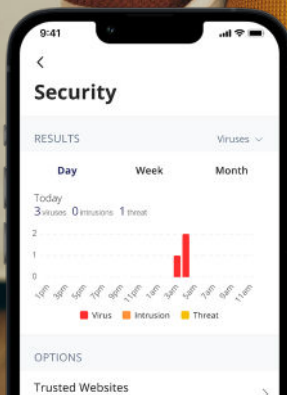 9:41
Security
RESULTS Viruses
Day Week Month
Today
3 viruses 0 intrusions 1 threat
2
1
0
1pm 3pm 5pm 7pm 9pm 11pm 1am 3am 5am 7am 9am 11am
Virus Intrusion Threat
OPTIONS
Trusted Websites